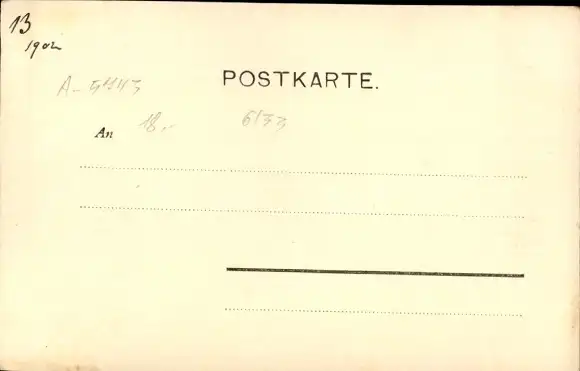 13
1902
POSTKARTE.
A-5443
An 18,- 6133